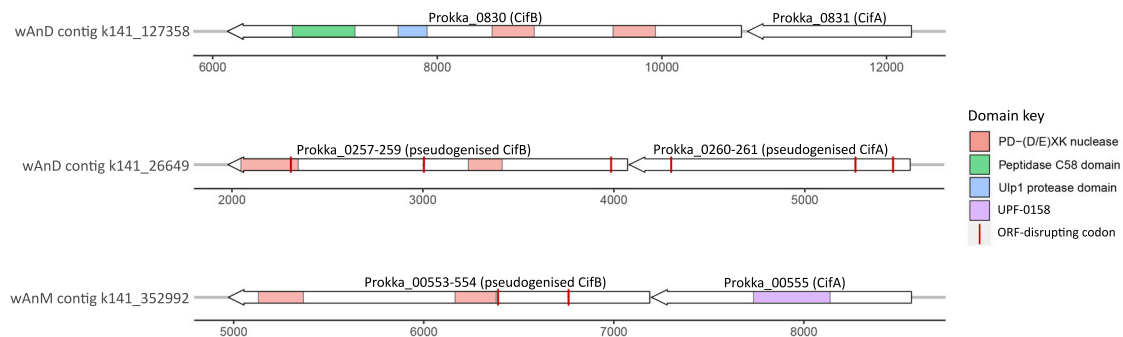 Prokka_0830 (CifB) Prokka_0831 (CifA)
wAnD contig k141_127358
6000 8000 10000 12000
Domain key
PD−(D/E)XK nuclease
Peptidase C58 domain
Ulp1 protease domain
UPF-0158
ORF-disrupting codon
Prokka_0257-259 (pseudogenised CifB) Prokka_0260-261 (pseudogenised CifA)
wAnD contig k141_26649
2000 3000 4000 5000
Prokka_00553-554 (pseudogenised CifB) Prokka_00555 (CifA)
wAnM contig k141_352992
5000 6000 7000 8000